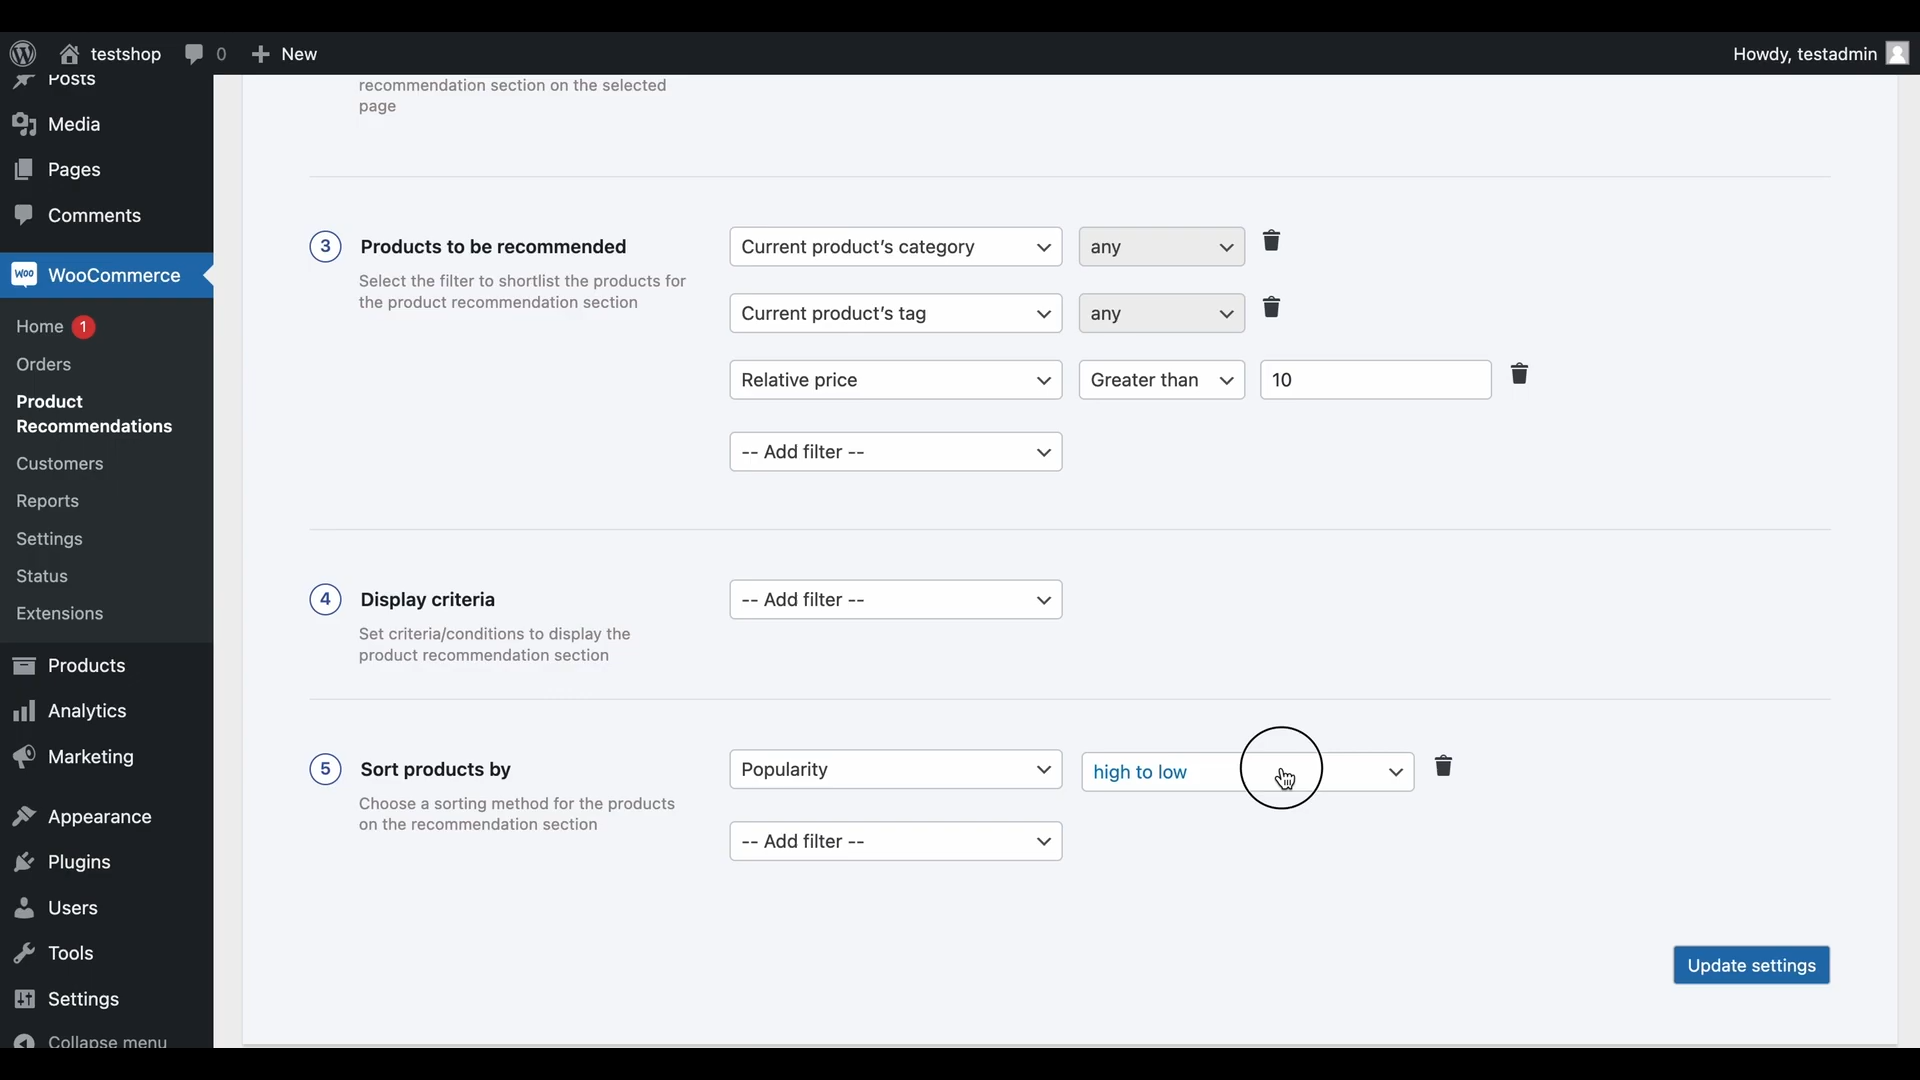 testshop 0 New Howdy, testadmin
Posts
Media
Pages
Comments
Woo WooCommerce
Home 1
Orders
Product
Recommendations
Customers
Reports
Settings
Status
Extensions
Products
Analytics
Marketing
Appearance
Plugins
Users
Tools
Settings
Collapse menu
recommendation section on the selected
page
3 Products to be recommended
Select the filter to shortlist the products for
the product recommendation section
Current product's category any
Current product's tag any
Relative price Greater than 10
-- Add filter --
4 Display criteria
Set criteria/conditions to display the
product recommendation section
-- Add filter --
5 Sort products by
Choose a sorting method for the products
on the recommendation section
Popularity high to low
-- Add filter --
Update settings